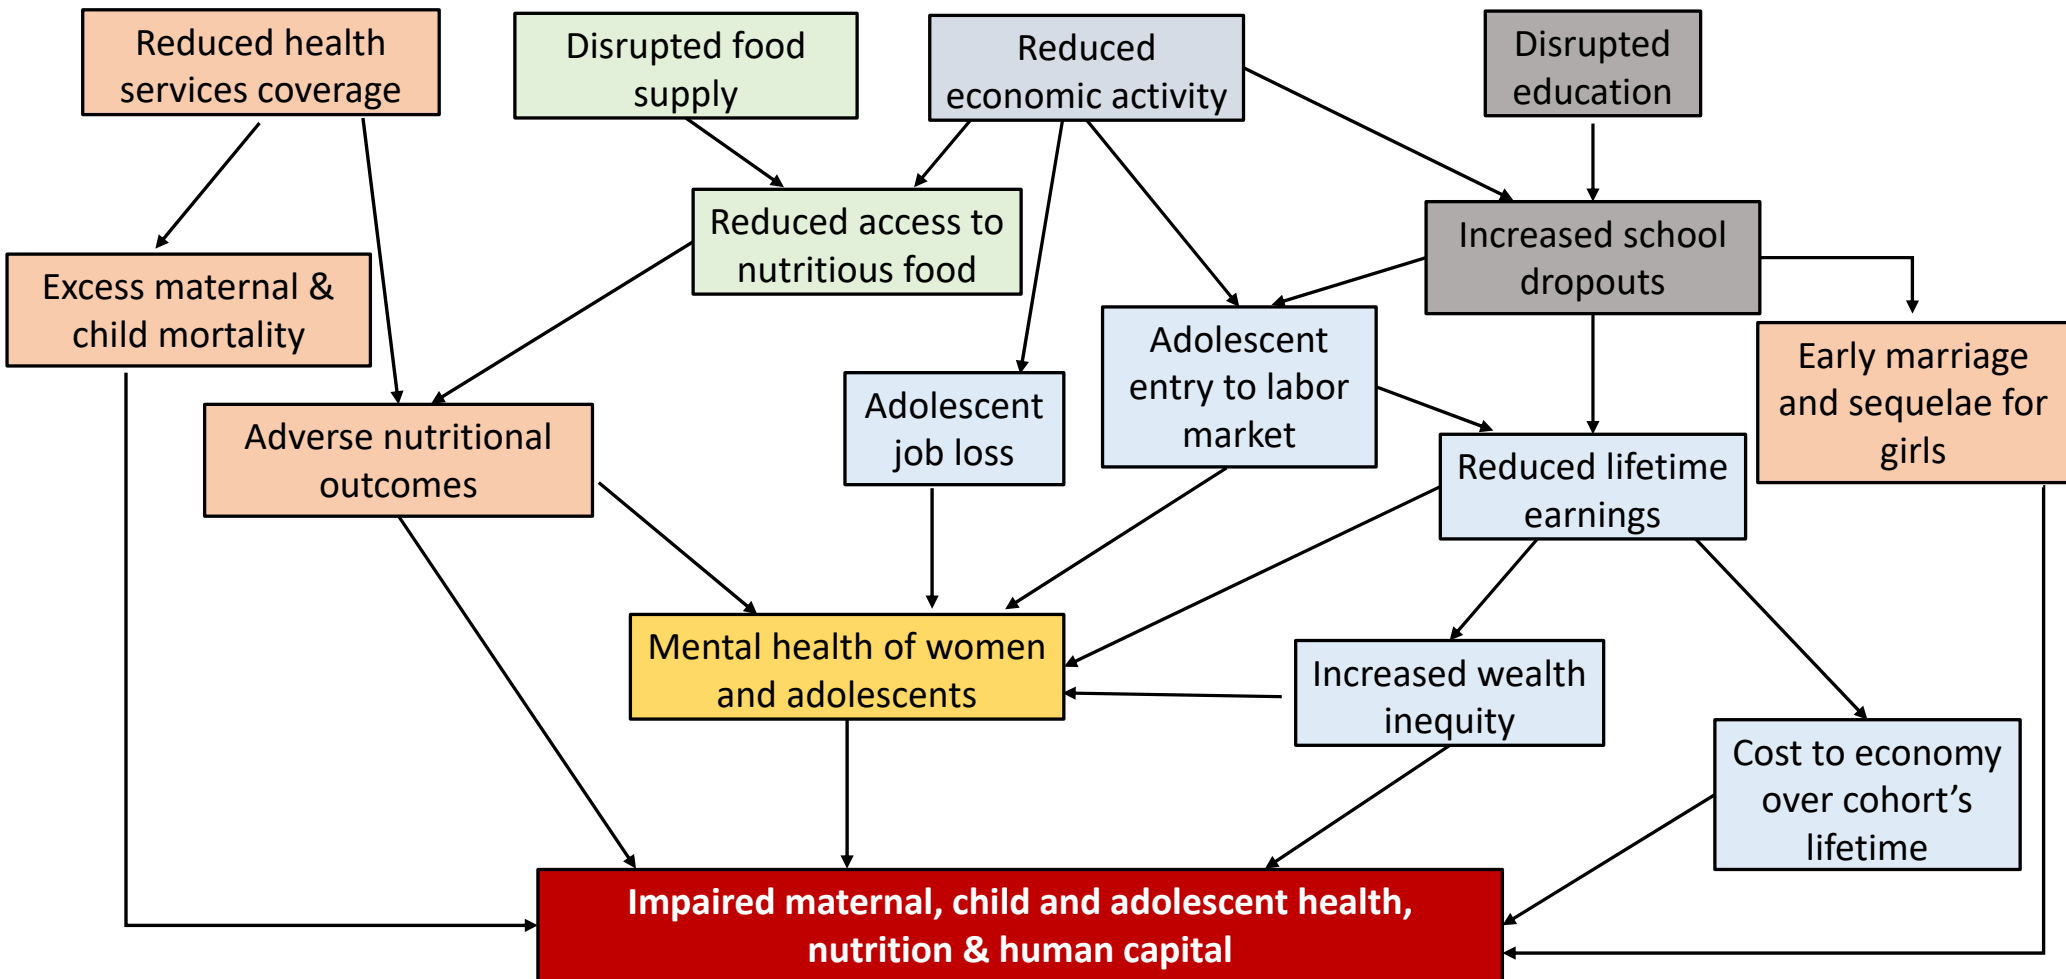 Reduced health
services coverage
Disrupted food
supply
Reduced
economic activity
Disrupted
education
Reduced access to
nutritious food
Increased school
dropouts
Excess maternal &
child mortality
Adolescent
entry to labor
market
Early marriage
and sequelae for
girls
Adverse nutritional
outcomes
Adolescent
job loss
Reduced lifetime
earnings
Mental health of women
and adolescents
Increased wealth
inequity
Cost to economy
over cohort’s
lifetime
Impaired maternal, child and adolescent health,
nutrition & human capital